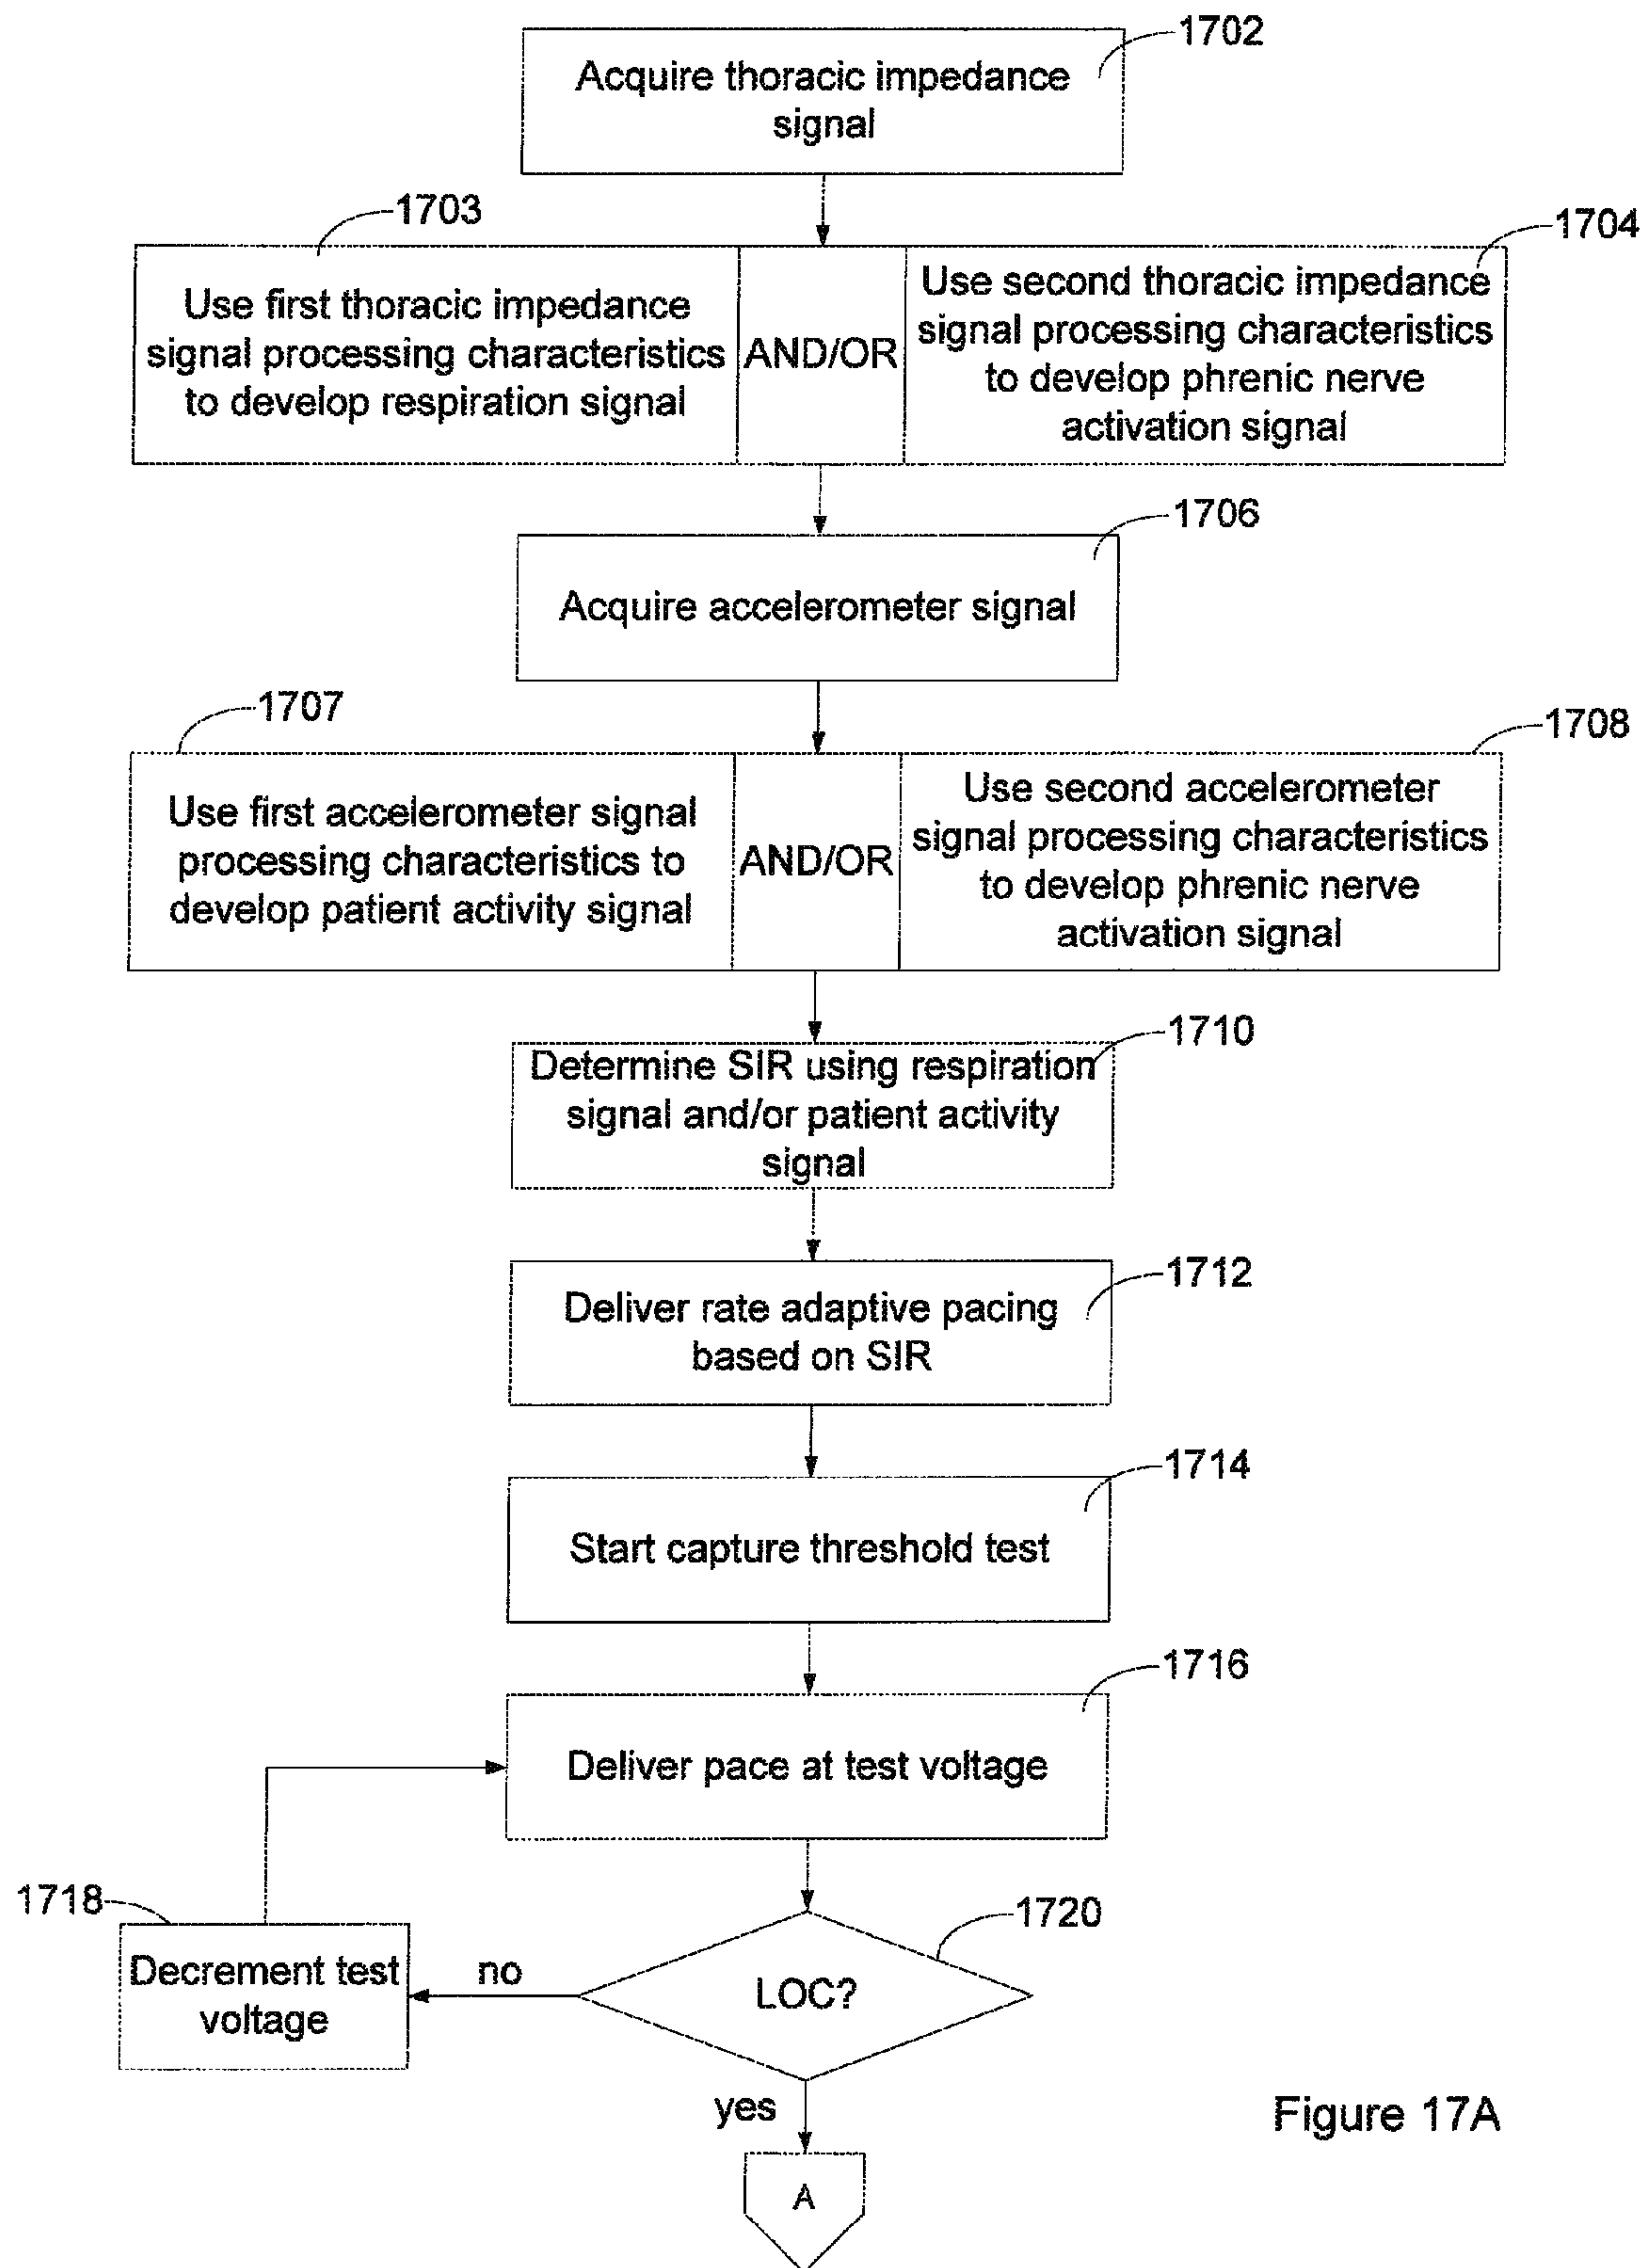 1702
Acquire thoracic impedance
signal
1703
1704
Use first thoracic impedance
signal processing characteristics
to develop respiration signal
AND/OR
Use second thoracic impedance
signal processing characteristics
to develop phrenic nerve
activation signal
1706
Acquire accelerometer signal
1707
1708
Use first accelerometer signal
processing characteristics to
develop patient activity signal
AND/OR
Use second accelerometer
signal processing characteristics
to develop phrenic nerve
activation signal
1710
Determine SIR using respiration
signal and/or patient activity
signal
1712
Deliver rate adaptive pacing
based on SIR
1714
Start capture threshold test
1716
Deliver pace at test voltage
1718
Decrement test
voltage
no
1720
LOC?
yes
A
Figure 17A